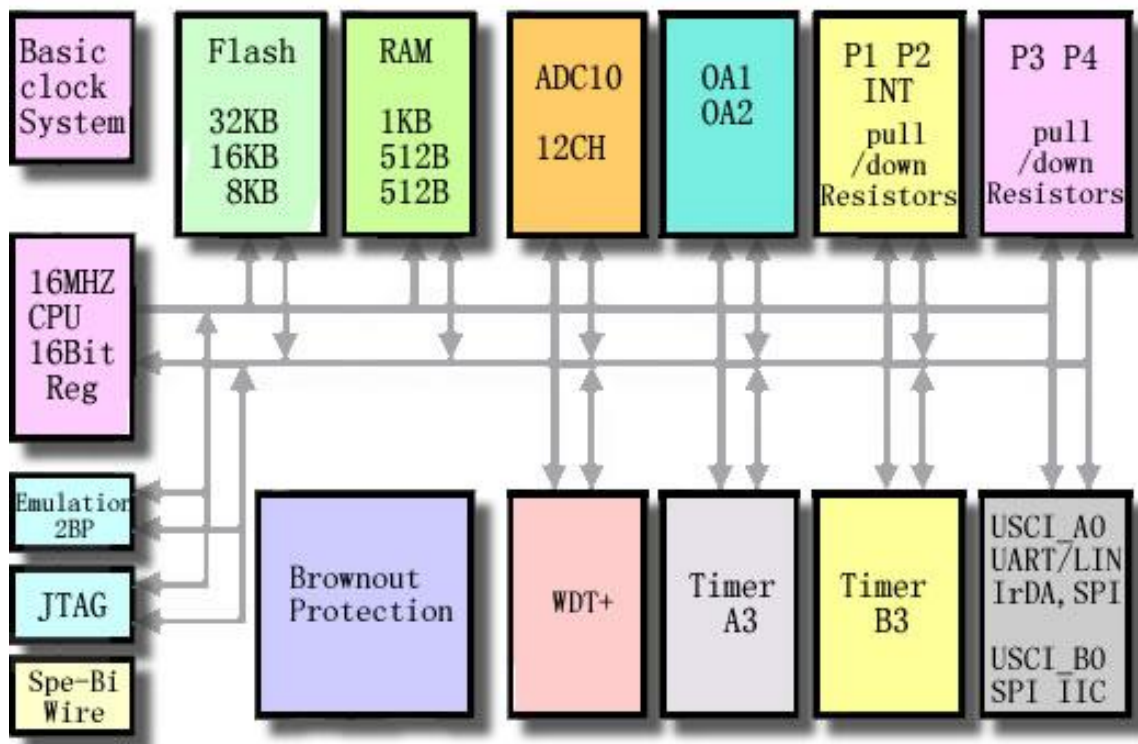 Basic
clock
System
Flash
32KB
16KB
8KB
RAM
1KB
512B
512B
ADC10
12CH
OA1
OA2
P1 P2
INT
pull
/down
Resistors
P3 P4
pull
/down
Resistors
16MHZ
CPU
16Bit
Reg
Emulation
2BP
JTAG
Spe-Bi
Wire
Brownout
Protection
WDT+
Timer
A3
Timer
B3
USCI_A0
UART/LIN
IrDA, SPI
USCI_B0
SPI IIC